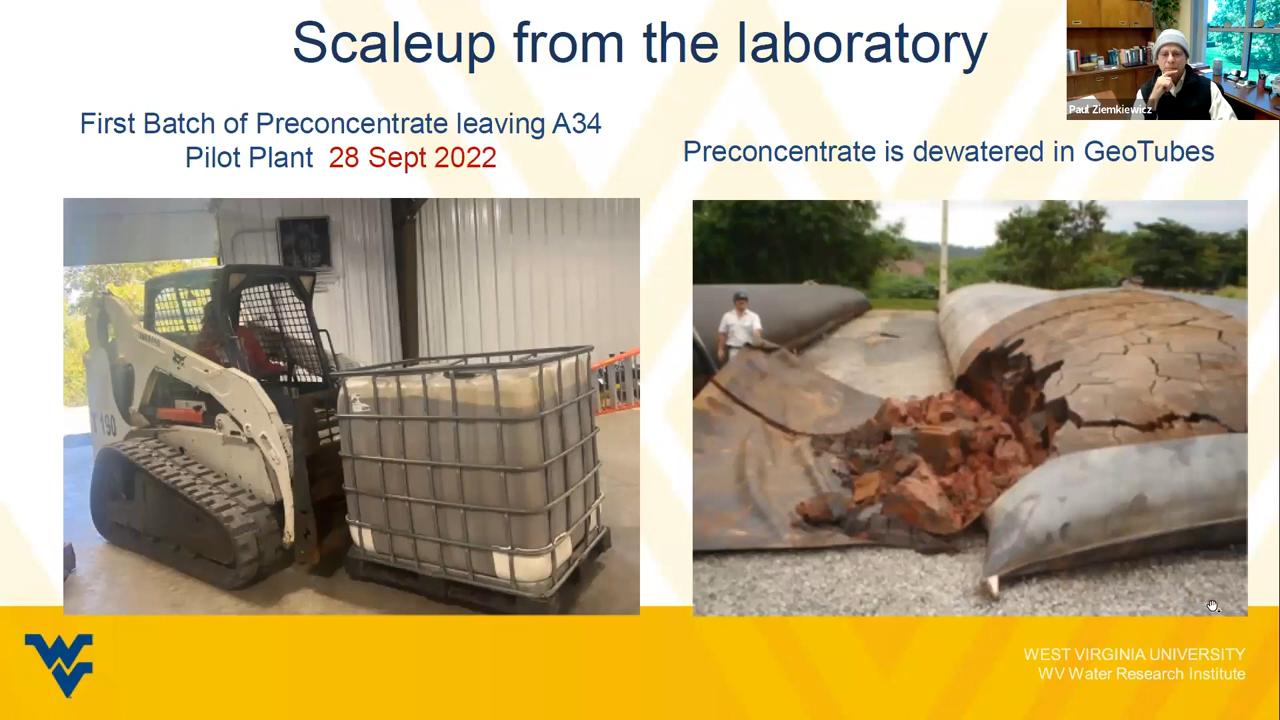 Scaleup from the laboratory
Paul Ziemkiewicz
First Batch of Preconcentrate leaving A34
Pilot Plant 28 Sept 2022
Preconcentrate is dewatered in GeoTubes
190
WEST VIRGINIA UNIVERSITY
WV Water Research Institute